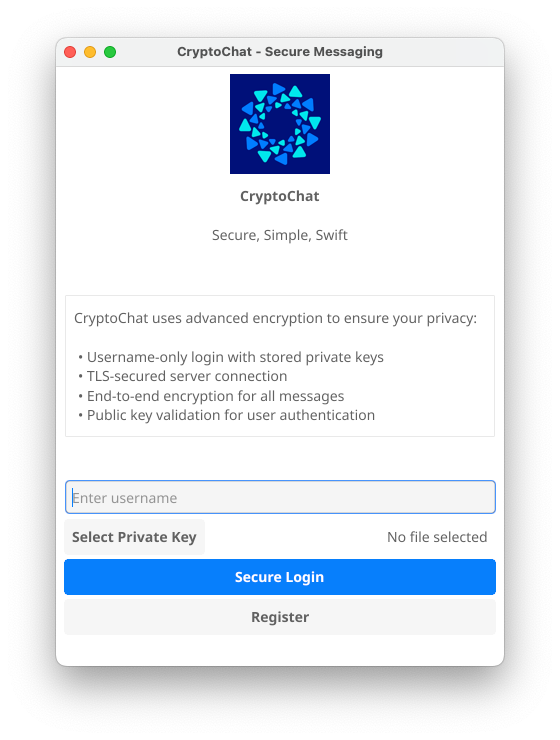 CryptoChat - Secure Messaging
CryptoChat
Secure, Simple, Swift
CryptoChat uses advanced encryption to ensure your privacy:
• Username-only login with stored private keys
• TLS-secured server connection
• End-to-end encryption for all messages
• Public key validation for user authentication
Enter username
Select Private Key No file selected
Secure Login
Register